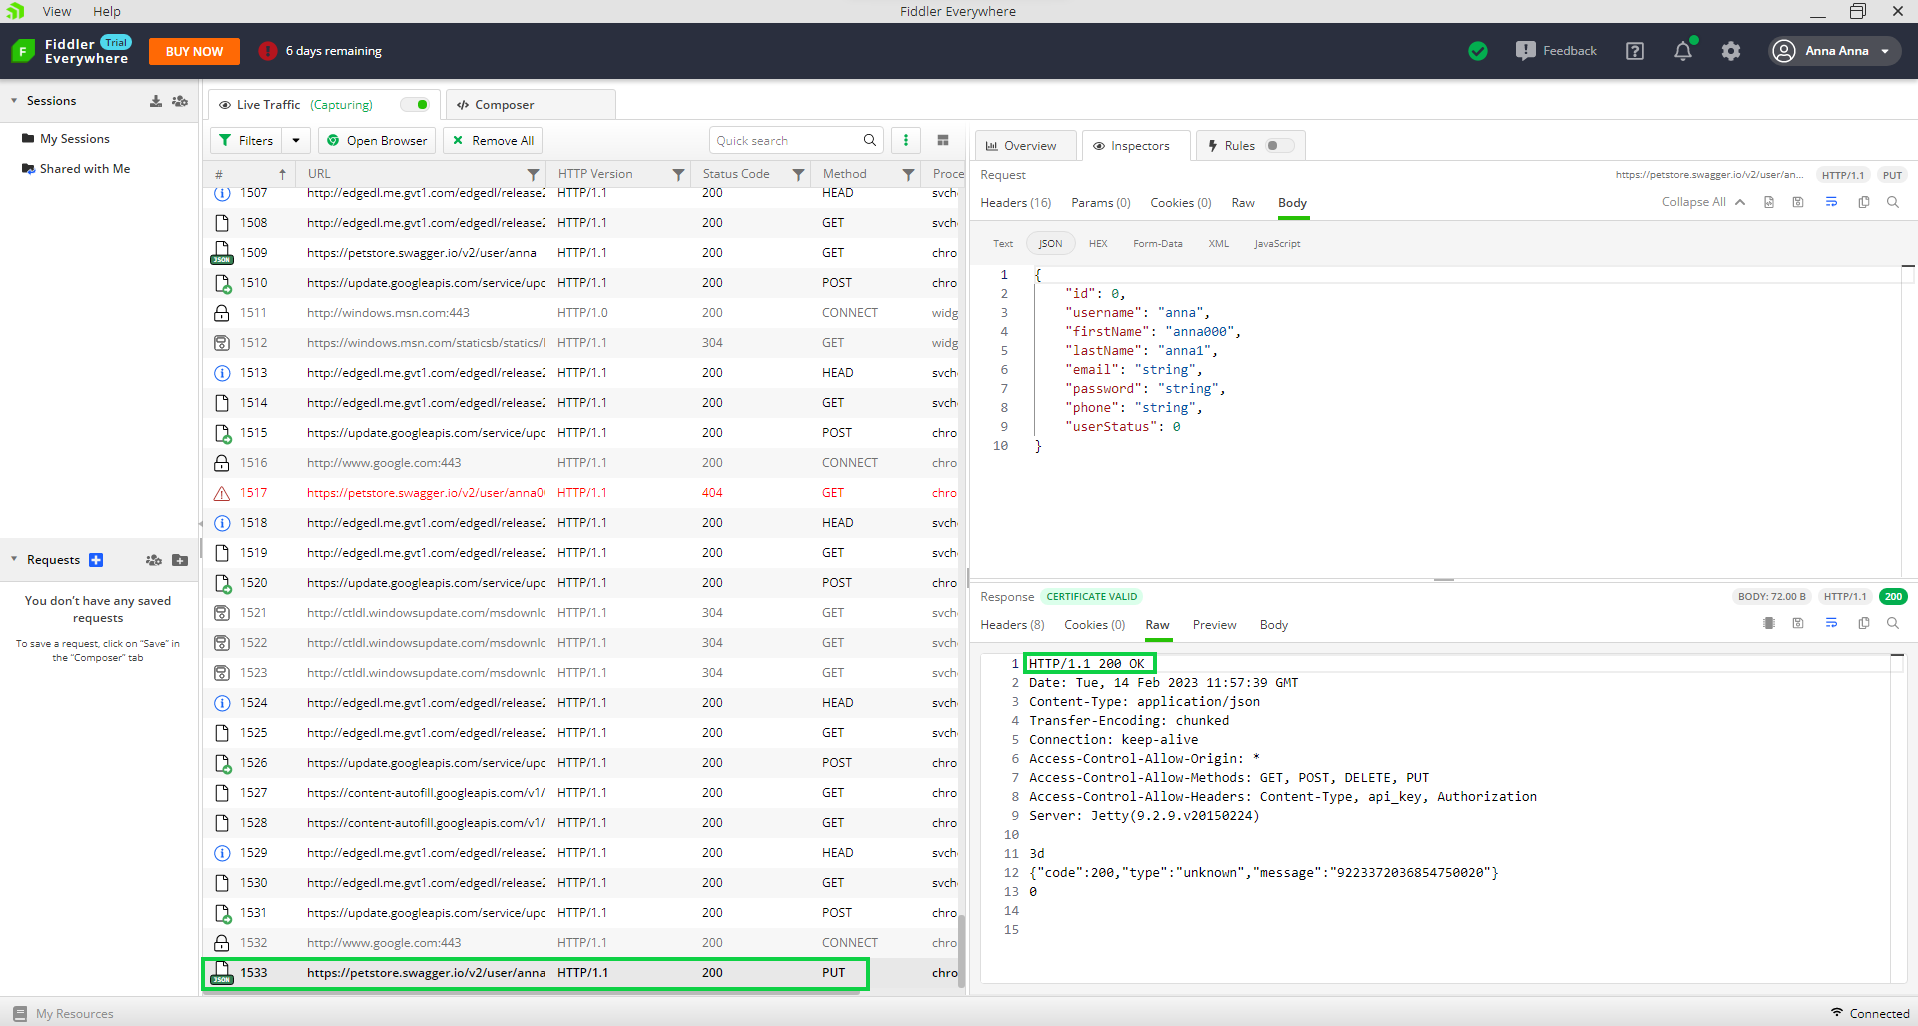 View Help Fiddler Everywhere
Fiddler Everywhere Trial BUY NOW 6 days remaining Feedback Anna Anna
Sessions
My Sessions
Shared with Me
Requests
You don't have any saved
requests
To save a request, click on "Save" in
the "Composer" tab
Live Traffic (Capturing) Composer
Filters Open Browser Remove All Quick search
# URL HTTP Version Status Code Method Proce
1507 http://edgedl.me.gvt1.com/edgedl/release2 HTTP/1.1 200 HEAD svch
1508 http://edgedl.me.gvt1.com/edgedl/release2 HTTP/1.1 200 GET svch
JSON 1509 https://petstore.swagger.io/v2/user/anna HTTP/1.1 200 GET chro
1510 https://update.googleapis.com/service/upd HTTP/1.1 200 POST chro
1511 http://windows.msn.com:443 HTTP/1.0 200 CONNECT widg
1512 https://windows.msn.com/staticsb/statics/l HTTP/1.1 304 GET widg
1513 http://edgedl.me.gvt1.com/edgedl/release2 HTTP/1.1 200 HEAD svch
1514 http://edgedl.me.gvt1.com/edgedl/release2 HTTP/1.1 200 GET svch
1515 https://update.googleapis.com/service/upd HTTP/1.1 200 POST chro
1516 http://www.google.com:443 HTTP/1.1 200 CONNECT chro
1517 https://petstore.swagger.io/v2/user/anna0 HTTP/1.1 404 GET chro
1518 http://edgedl.me.gvt1.com/edgedl/release2 HTTP/1.1 200 HEAD svch
1519 http://edgedl.me.gvt1.com/edgedl/release2 HTTP/1.1 200 GET svch
1520 https://update.googleapis.com/service/upd HTTP/1.1 200 POST chro
1521 http://ctldl.windowsupdate.com/msdownlo HTTP/1.1 304 GET svch
1522 http://ctldl.windowsupdate.com/msdownlo HTTP/1.1 304 GET svch
1523 http://ctldl.windowsupdate.com/msdownlo HTTP/1.1 304 GET svch
1524 http://edgedl.me.gvt1.com/edgedl/release2 HTTP/1.1 200 HEAD svch
1525 http://edgedl.me.gvt1.com/edgedl/release2 HTTP/1.1 200 GET svch
1526 https://update.googleapis.com/service/upd HTTP/1.1 200 POST chro
1527 https://content-autofill.googleapis.com/v1/ HTTP/1.1 200 GET chro
1528 https://content-autofill.googleapis.com/v1/ HTTP/1.1 200 GET chro
1529 http://edgedl.me.gvt1.com/edgedl/release2 HTTP/1.1 200 HEAD svch
1530 http://edgedl.me.gvt1.com/edgedl/release2 HTTP/1.1 200 GET svch
1531 https://update.googleapis.com/service/upd HTTP/1.1 200 POST chro
1532 http://www.google.com:443 HTTP/1.1 200 CONNECT chro
JSON 1533 https://petstore.swagger.io/v2/user/anna HTTP/1.1 200 PUT chro
Overview Inspectors Rules
Request https://petstore.swagger.io/v2/user/an... HTTP/1.1 PUT
Headers (16) Params (0) Cookies (0) Raw Body Collapse All
Text JSON HEX Form-Data XML JavaScript
1 {
2 "id": 0,
3 "username": "anna",
4 "firstName": "anna000",
5 "lastName": "anna1",
6 "email": "string",
7 "password": "string",
8 "phone": "string",
9 "userStatus": 0
10 }
Response CERTIFICATE VALID BODY: 72.00 B HTTP/1.1 200
Headers (8) Cookies (0) Raw Preview Body
1 HTTP/1.1 200 OK
2 Date: Tue, 14 Feb 2023 11:57:39 GMT
3 Content-Type: application/json
4 Transfer-Encoding: chunked
5 Connection: keep-alive
6 Access-Control-Allow-Origin: *
7 Access-Control-Allow-Methods: GET, POST, DELETE, PUT
8 Access-Control-Allow-Headers: Content-Type, api_key, Authorization
9 Server: Jetty(9.2.9.v20150224)
10
11 3d
12 {"code":200,"type":"unknown","message":"9223372036854750020"}
13 0
14
15
My Resources Connected